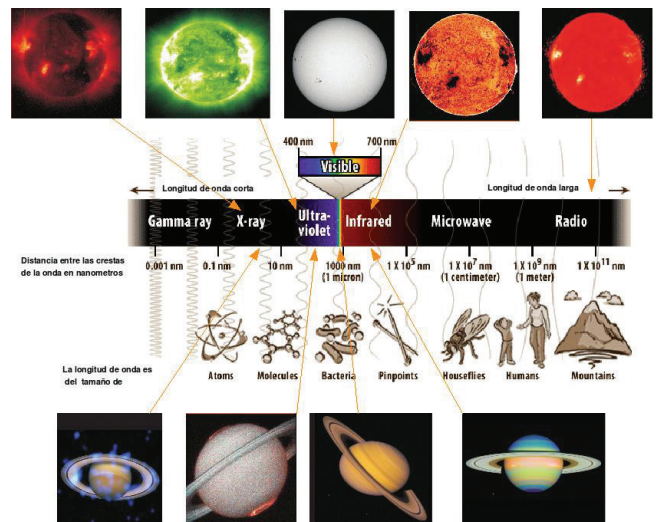 400 nm 700 nm
Visible
Longitud de onda corta Longitud de onda larga
Gamma ray X-ray Ultra-
violet Infrared Microwave Radio
Distancia entre las crestas
de la onda en nanometros
0.001 nm 0.1 nm 10 nm 1000 nm 1 X 10⁵ nm 1 X 10⁷ nm 1 X 10⁹ nm 1 X 10¹¹ nm
(1 micron) (1 centimeter) (1 meter)
La longitud de onda es
del tamaño de
Atoms Molecules Bacteria Pinpoints Houseflies Humans Mountains